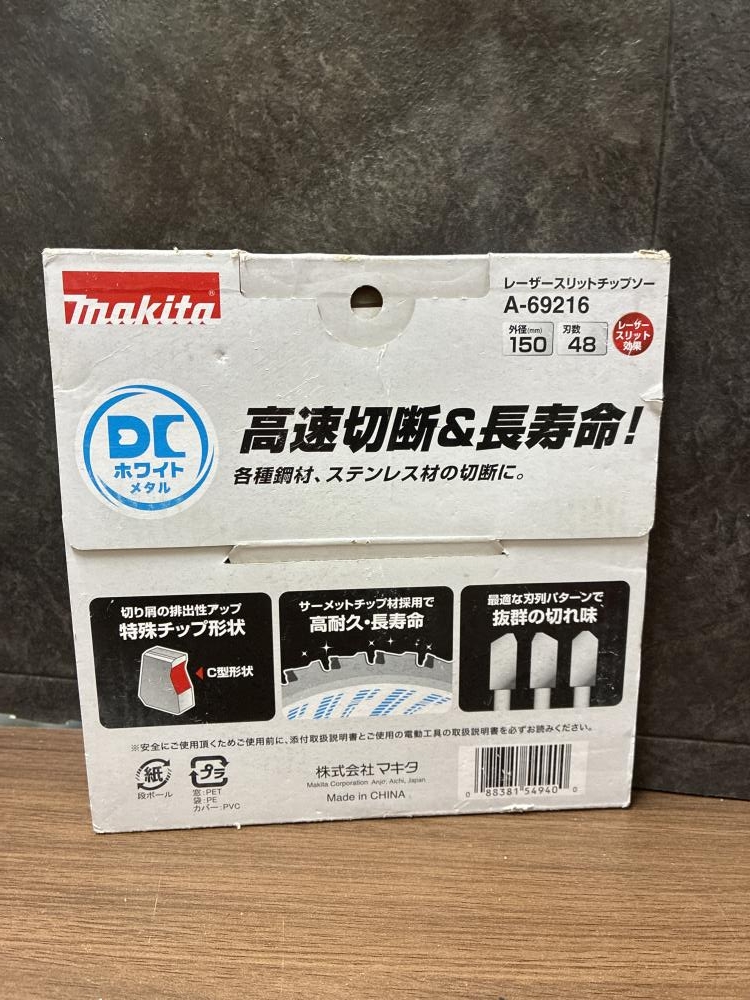 makita®
レーザースリットチップソー
A-69216
外径(mm)
150
刃数
48
レーザー
スリット
効果
DC
ホワイト
メタル
高速切断&長寿命!
各種鋼材、ステンレス材の切断に。
切り屑の排出性アップ
特殊チップ形状
C型形状
サーメットチップ材採用で
高耐久・長寿命
最適な刃列パターンで
抜群の切れ味
※安全にご使用頂くためご使用前に、添付取扱説明書とご使用の電動工具の取扱説明書を必ずお読みください。
紙
段ボール
プラ
窓:PET
袋:PE
カバー:PVC
株式会社マキタ
Makita Corporation Anjo, Aichi, Japan
Made in CHINA
0 88381 54940 0